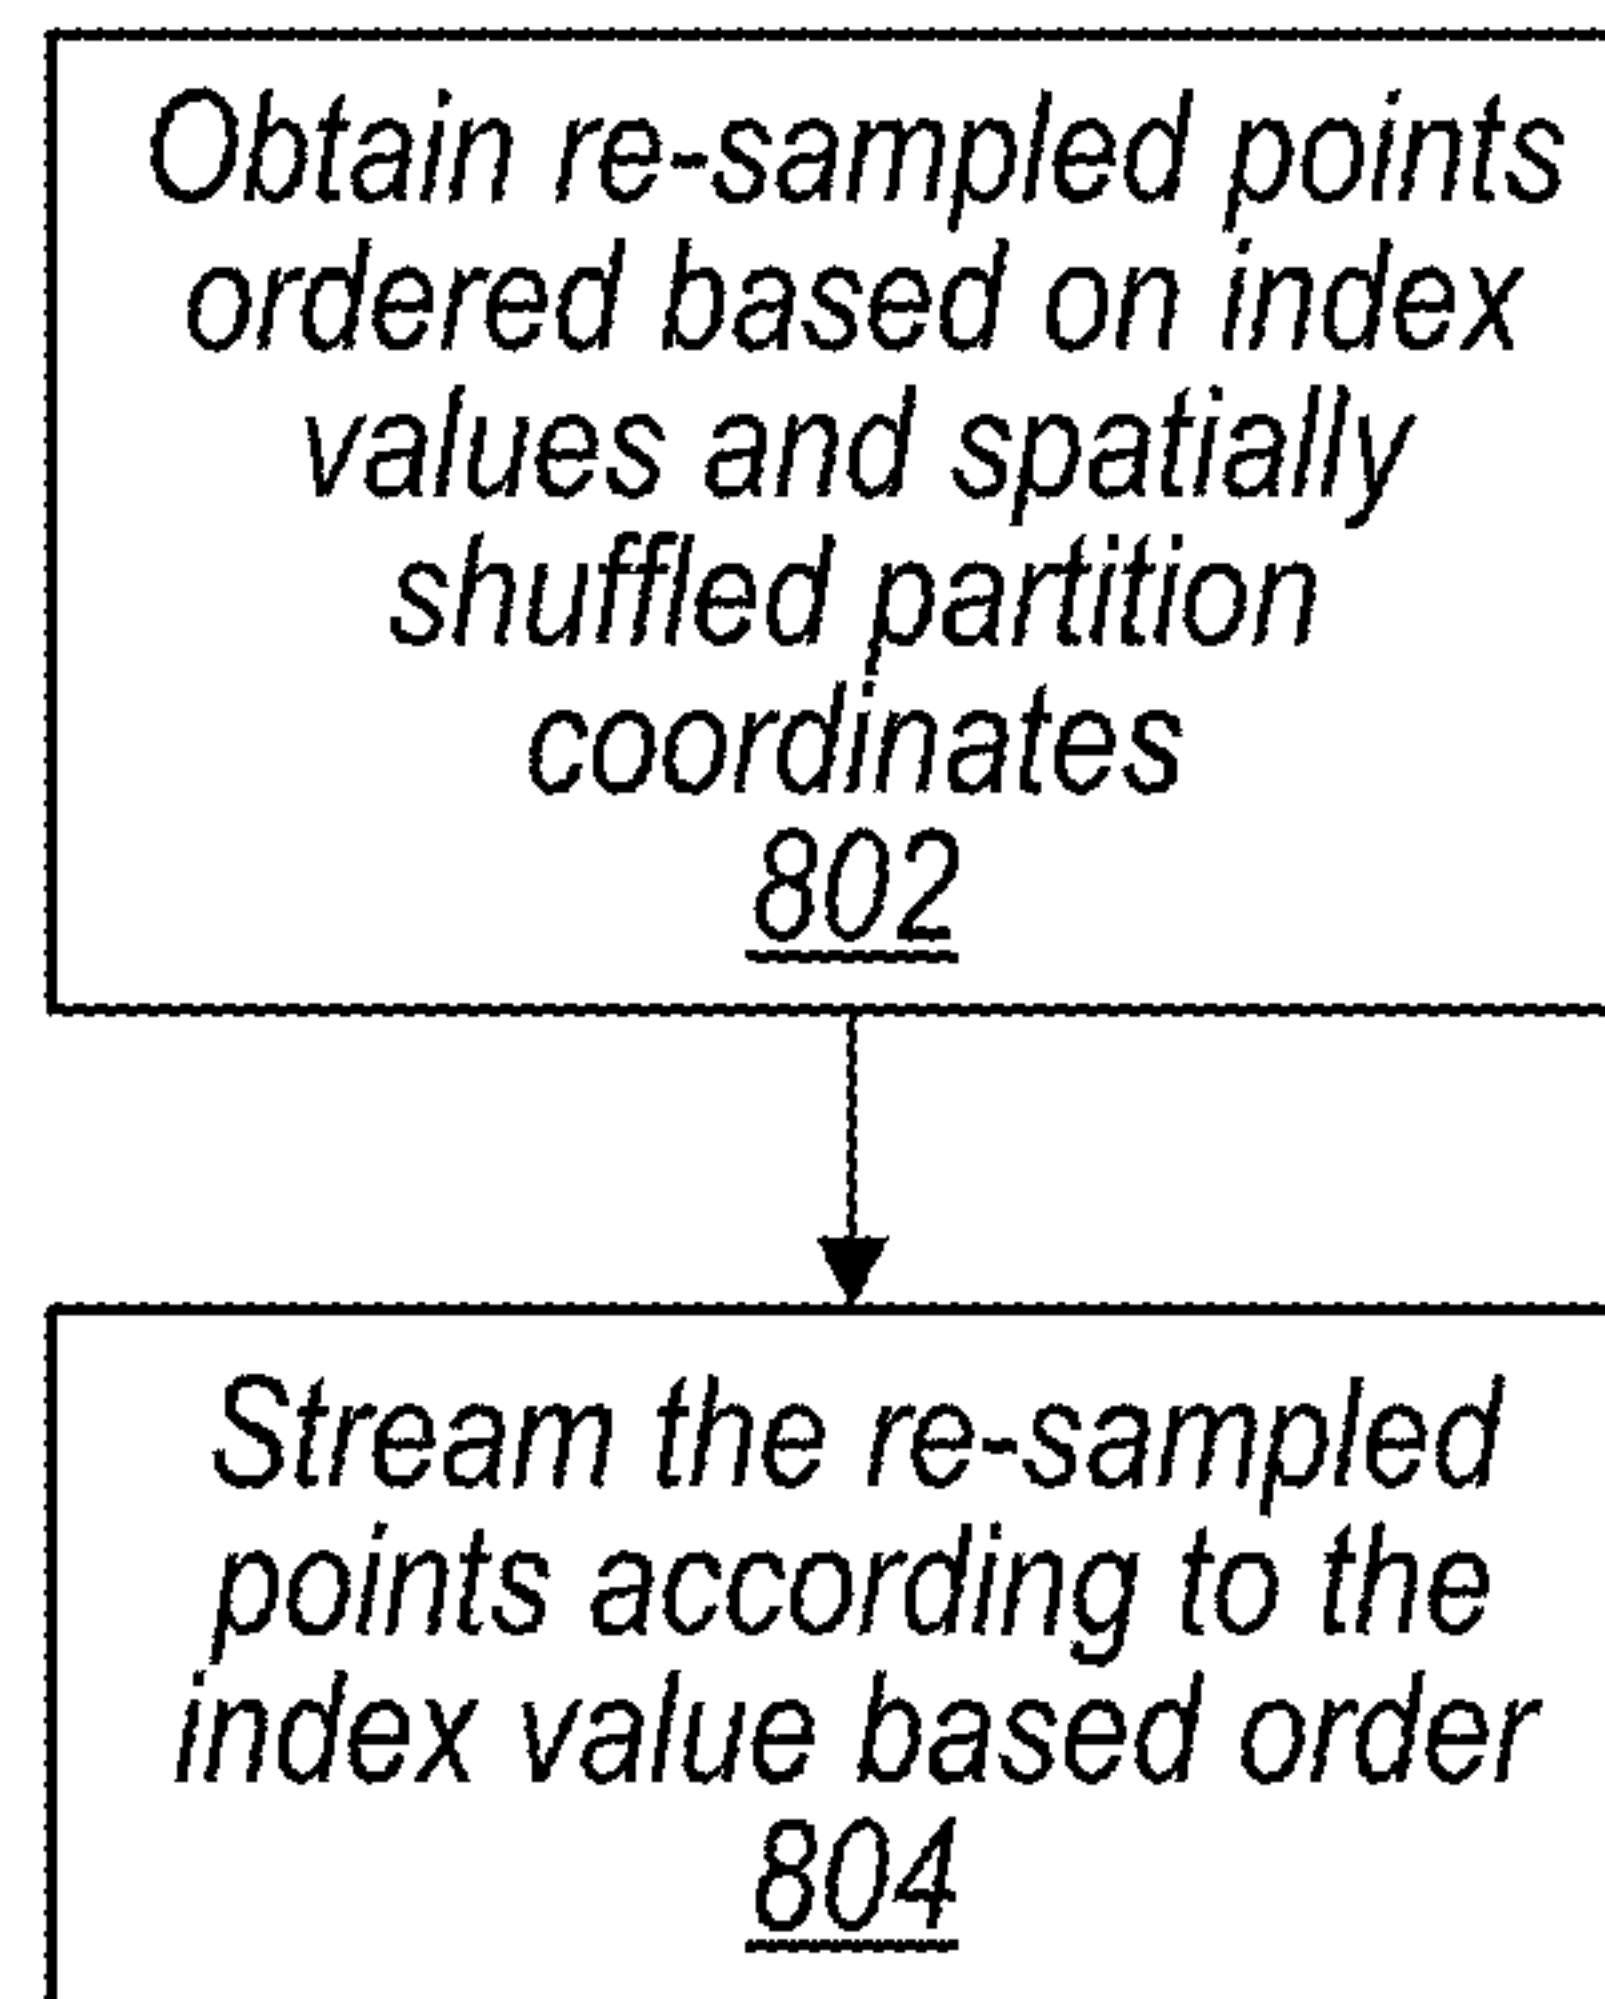 Obtain re-sampled points
ordered based on index
values and spatially
shuffled partition
coordinates
802
Stream the re-sampled
points according to the
index value based order
804